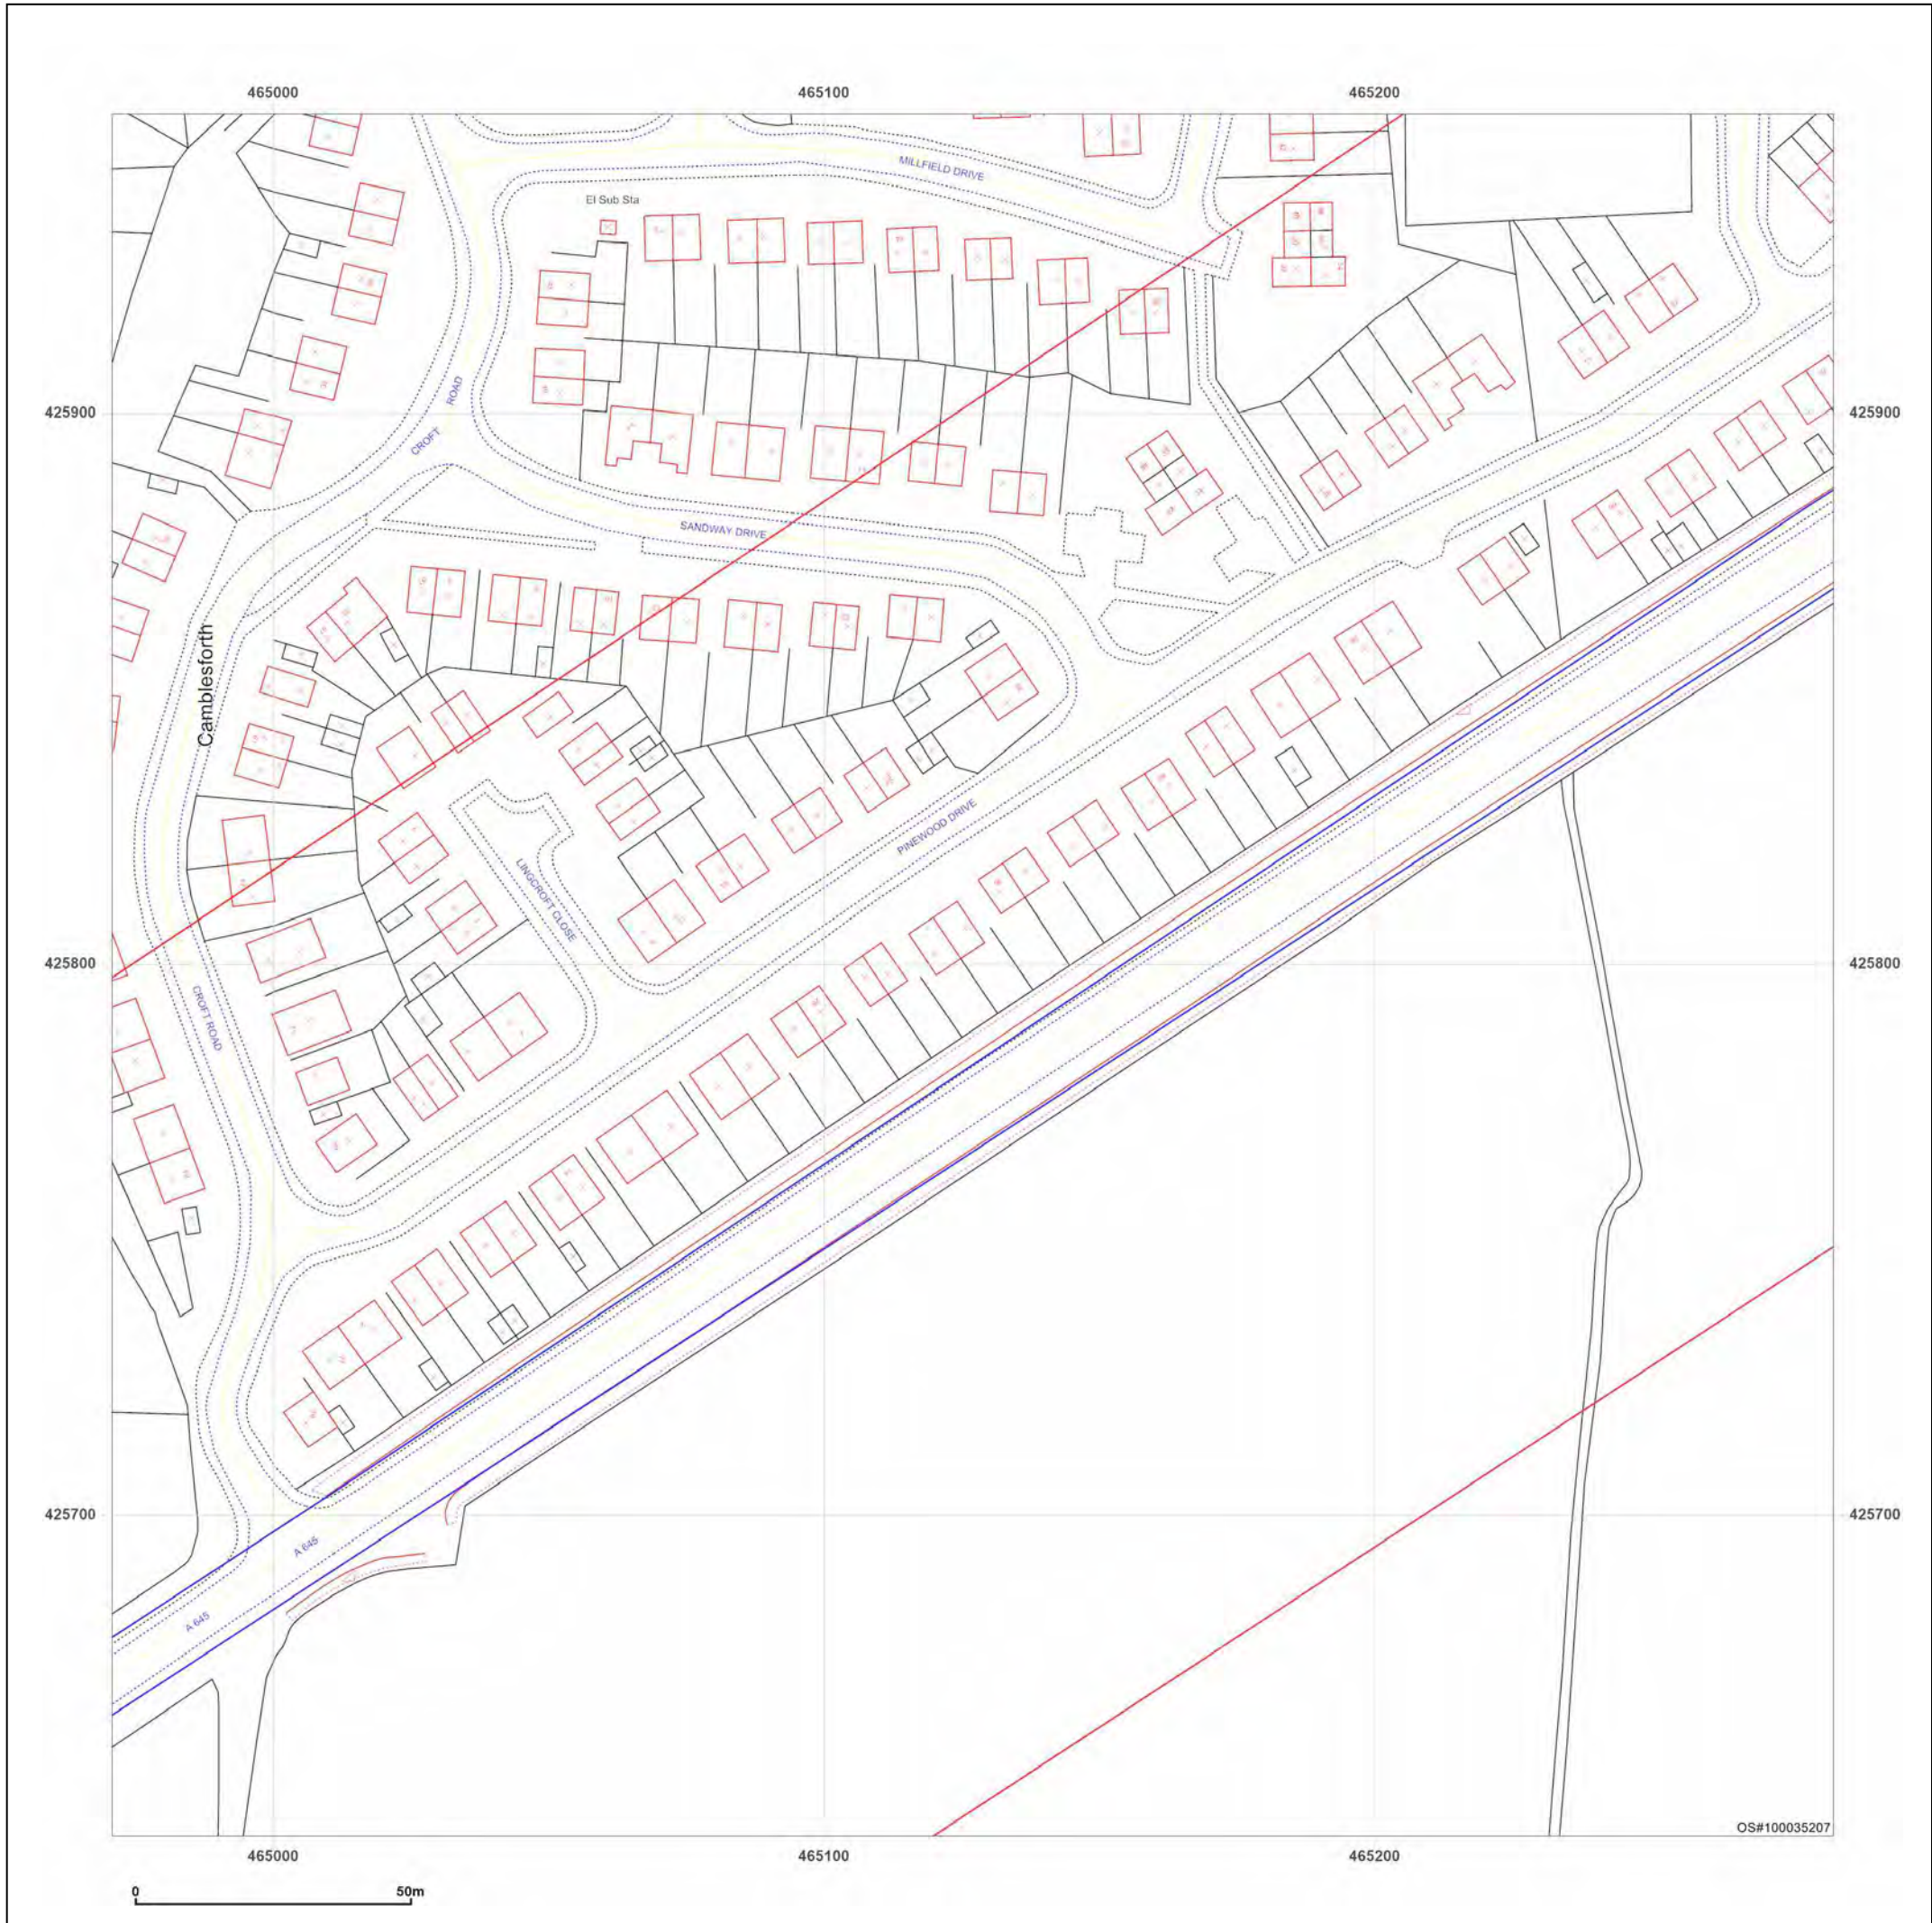 465000 465100 465200
MILLFIELD DRIVE
El Sub Sta
ROAD
425900 425900
CROFT
SANDWAY DRIVE
Camblesforth
PINEWOOD DRIVE
LINGCROFT CLOSE
425800 425800
CROFT ROAD
425700 425700
A 645
A 645
OS#100035207
465000 465100 465200
0 50m